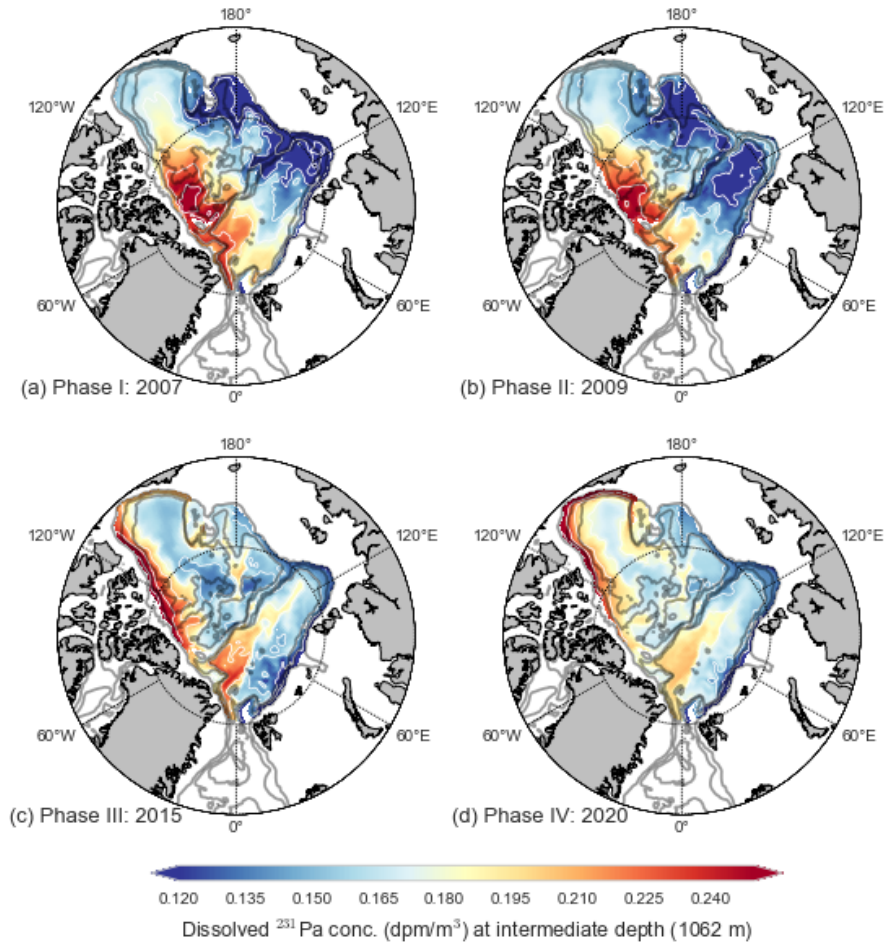 180° 180°
120°W 120°E 120°W 120°E
60°W 60°E 60°W 60°E
(a) Phase I: 2007 (b) Phase II: 2009
0° 0°
180° 180°
120°W 120°E 120°W 120°E
60°W 60°E 60°W 60°E
(c) Phase III: 2015 (d) Phase IV: 2020
0° 0°
0.120 0.135 0.150 0.165 0.180 0.195 0.210 0.225 0.240
Dissolved ²³¹Pa conc. (dpm/m³) at intermediate depth (1062 m)